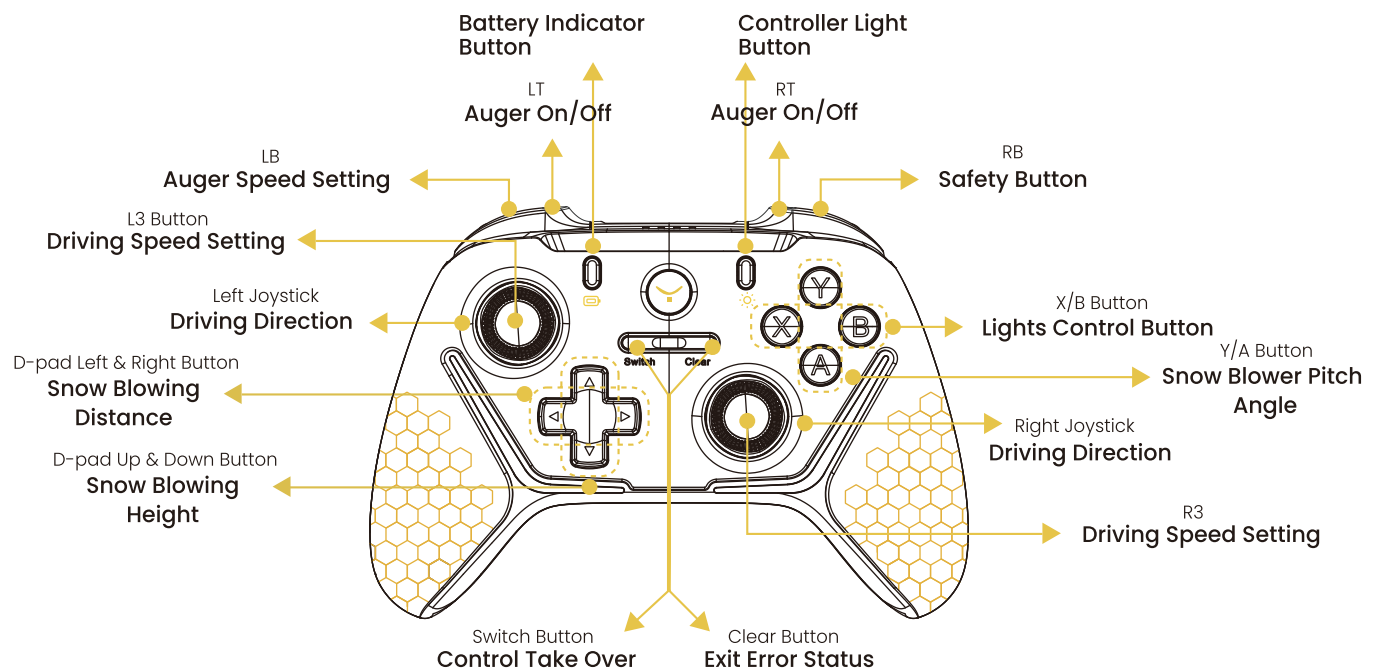 Battery Indicator
Button
Controller Light
Button
LT
Auger On/Off
RT
Auger On/Off
LB
Auger Speed Setting
RB
Safety Button
L3 Button
Driving Speed Setting
Left Joystick
Driving Direction
Y
X
B
A
X/B Button
Lights Control Button
Switch
Clear
D-pad Left & Right Button
Snow Blowing
Distance
Y/A Button
Snow Blower Pitch
Angle
Right Joystick
Driving Direction
D-pad Up & Down Button
Snow Blowing
Height
R3
Driving Speed Setting
Switch Button
Control Take Over
Clear Button
Exit Error Status